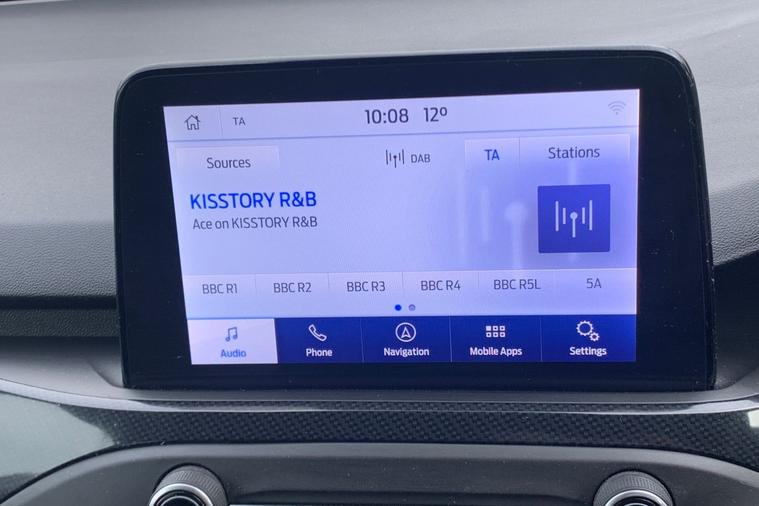 TA 10:08 12º
Sources DAB TA Stations
KISSTORY R&B
Ace on KISSTORY R&B
BBC R1 BBC R2 BBC R3 BBC R4 BBC R5L 5A
Audio Phone Navigation Mobile Apps Settings